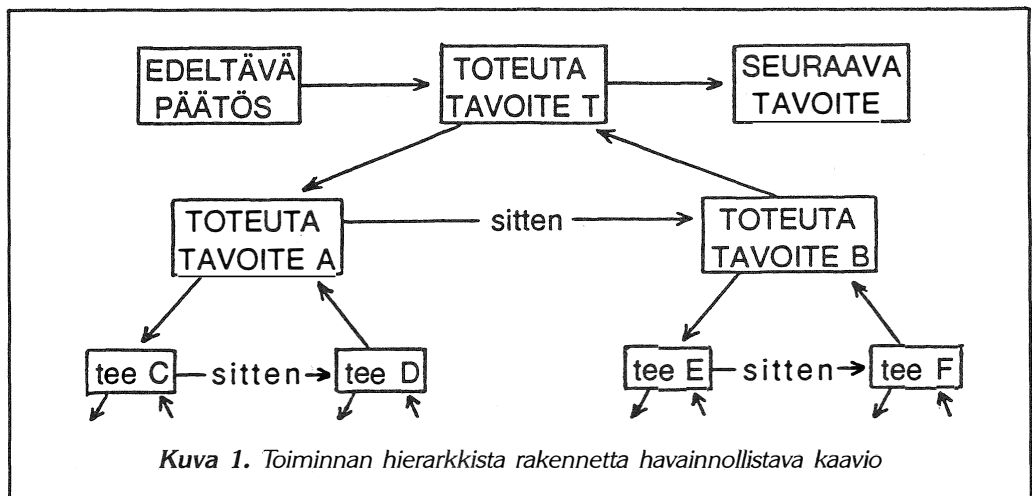 EDELTÄVÄ
PÄÄTÖS
TOTEUTA
TAVOITE T
SEURAAVA
TAVOITE
TOTEUTA
TAVOITE A
sitten
TOTEUTA
TAVOITE B
tee C
sitten
tee D
tee E
sitten
tee F
Kuva 1. Toiminnan hierarkkista rakennetta havainnollistava kaavio